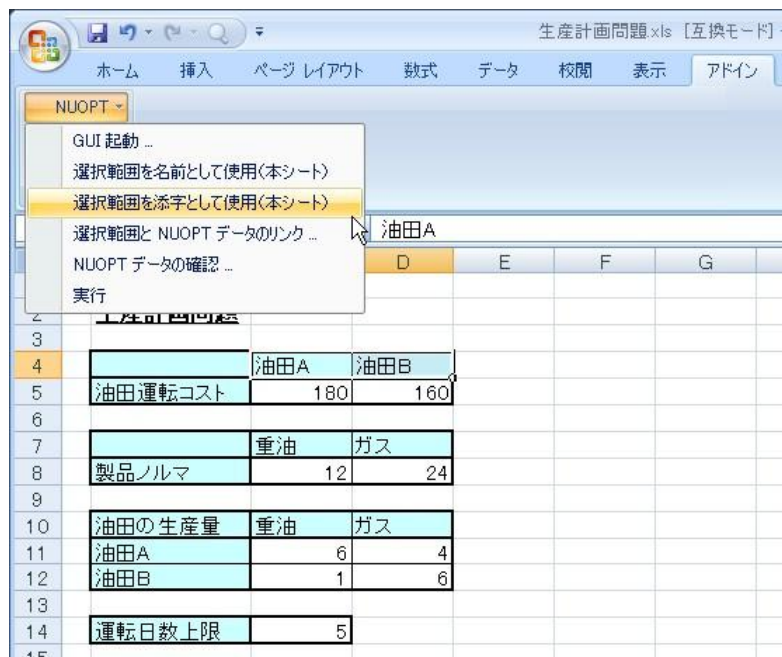 生産計画問題.xls [互換モード] -
ホーム 挿入 ページ レイアウト 数式 データ 校閲 表示 アドイン
NUOPT
GUI 起動 ...
選択範囲を名前として使用(本シート)
選択範囲を添字として使用(本シート)
選択範囲と NUOPT データのリンク ...
NUOPT データの確認 ...
実行
油田A
D E F G
2 生産計画問題
3
4 油田A 油田B
5 油田運転コスト 180 160
6
7 重油 ガス
8 製品ノルマ 12 24
9
10 油田の生産量 重油 ガス
11 油田A 6 4
12 油田B 1 6
13
14 運転日数上限 5
15